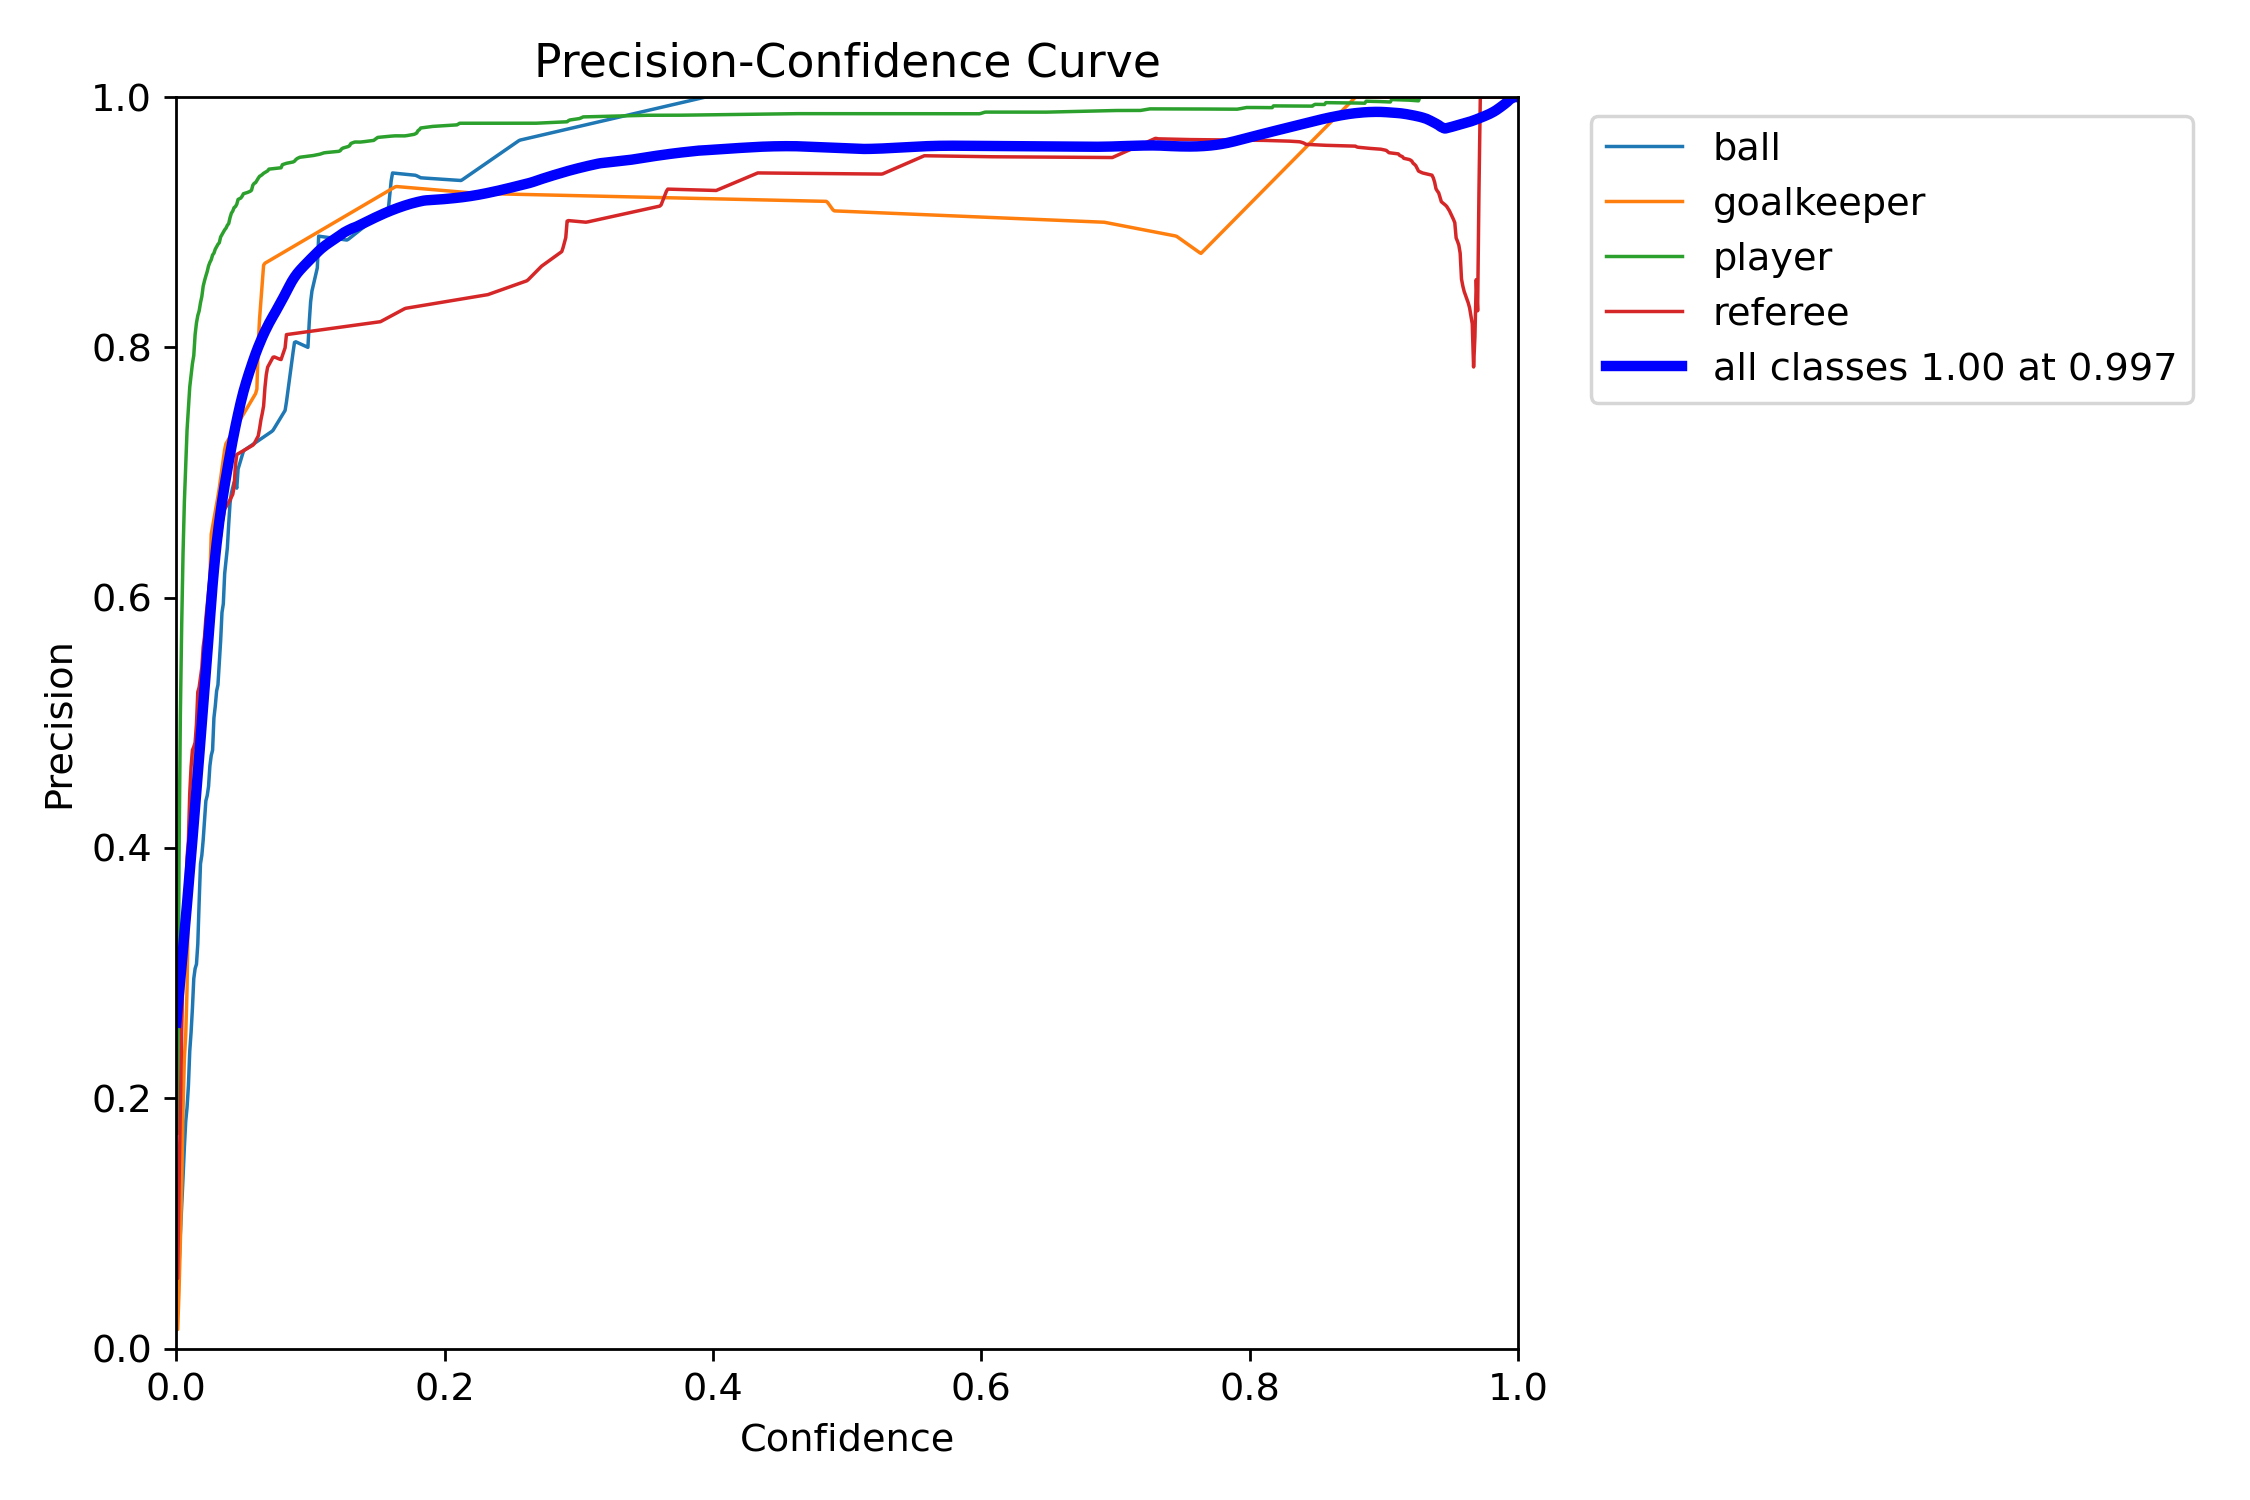 Precision-Confidence Curve
1.0
0.8
0.6
0.4
0.2
0.0
Precision
0.0 0.2 0.4 0.6 0.8 1.0
Confidence
ball
goalkeeper
player
referee
all classes 1.00 at 0.997